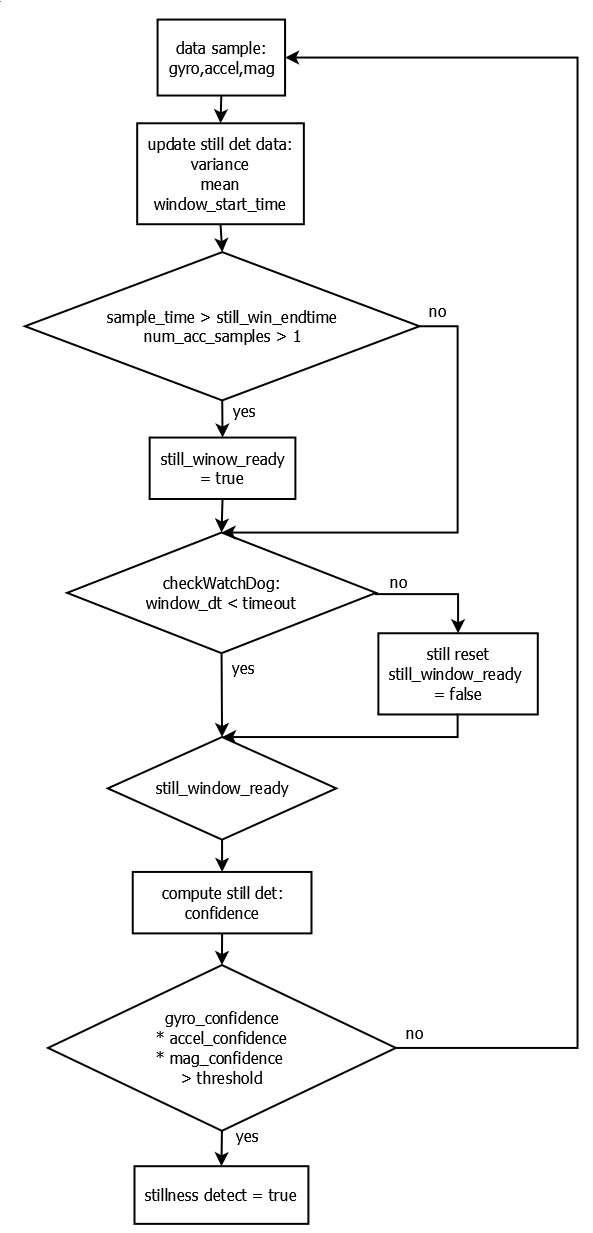 data sample:
gyro,accel,mag
update still det data:
variance
mean
window_start_time
sample_time > still_win_endtime
num_acc_samples > 1
no
yes
still_winow_ready
= true
checkWatchDog:
window_dt < timeout
no
yes
still reset
still_window_ready
= false
still_window_ready
compute still det:
confidence
gyro_confidence
* accel_confidence
* mag_confidence
> threshold
no
yes
stillness detect = true